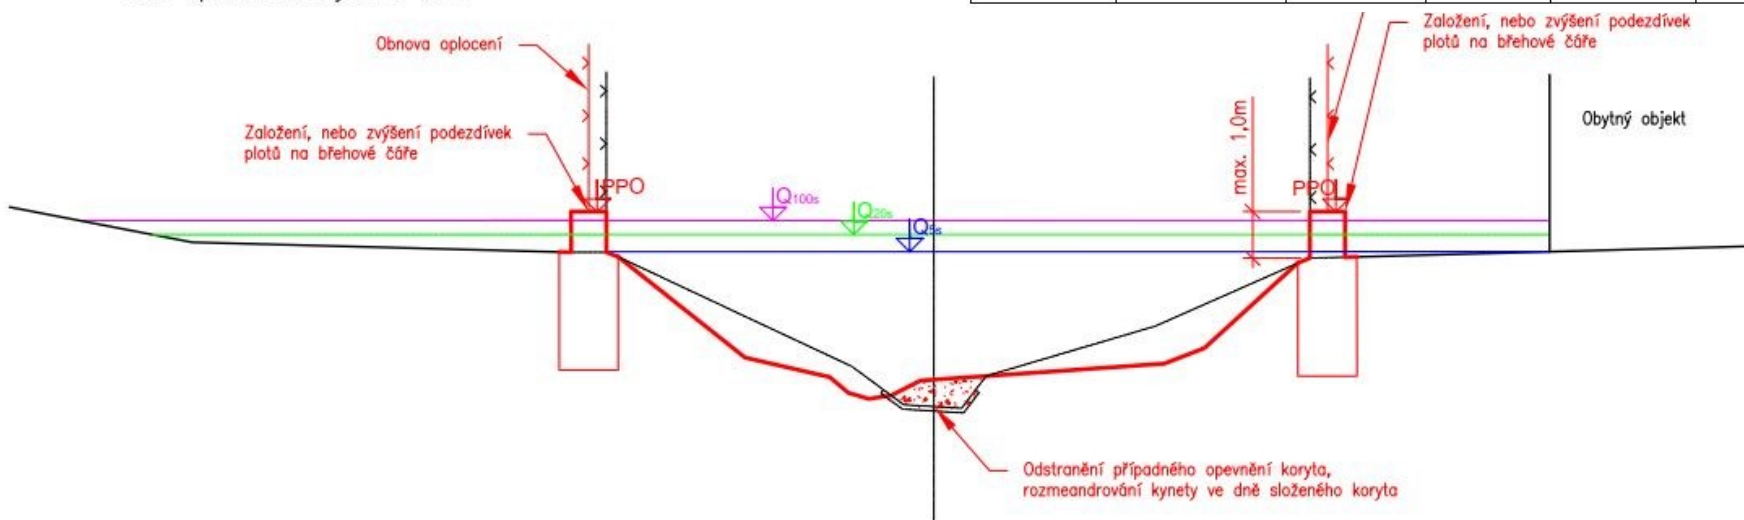 Obnova oplocení
Založení, nebo zvýšení podezdívek
plotů na břehové čáře
Založení, nebo zvýšení podezdívek
plotů na břehové čáře
Obytný objekt
max. 1,0m
PPO
PPO
Q100s
Q20s
Q5s
Odstranění případného opevnění koryta,
rozmeandrování kynety ve dně složeného koryta